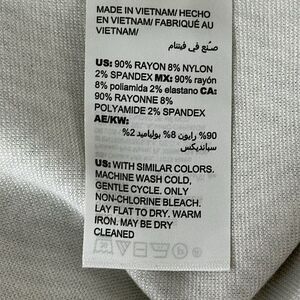 MADE IN VIETNAM/ HECHO
EN VIETNAM/ FABRIQUÉ AU
VIETNAM/
صنع في فيتنام
US: 90% RAYON 8% NYLON
2% SPANDEX MX: 90% rayón
8% poliamida 2% elastano CA:
90% RAYONNE 8%
POLYAMIDE 2% SPANDEX
AE/KW:
90% رايون 8% بولياميد 2%
سباندیکس
US: WITH SIMILAR COLORS.
MACHINE WASH COLD,
GENTLE CYCLE. ONLY
NON-CHLORINE BLEACH.
LAY FLAT TO DRY. WARM
IRON. MAY BE DRY
CLEANED